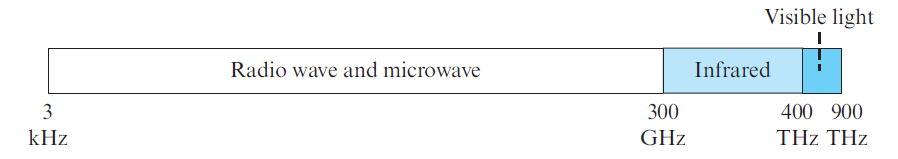 Visible light
Radio wave and microwave
Infrared
3
300
400
900
kHz
GHz
THz
THz